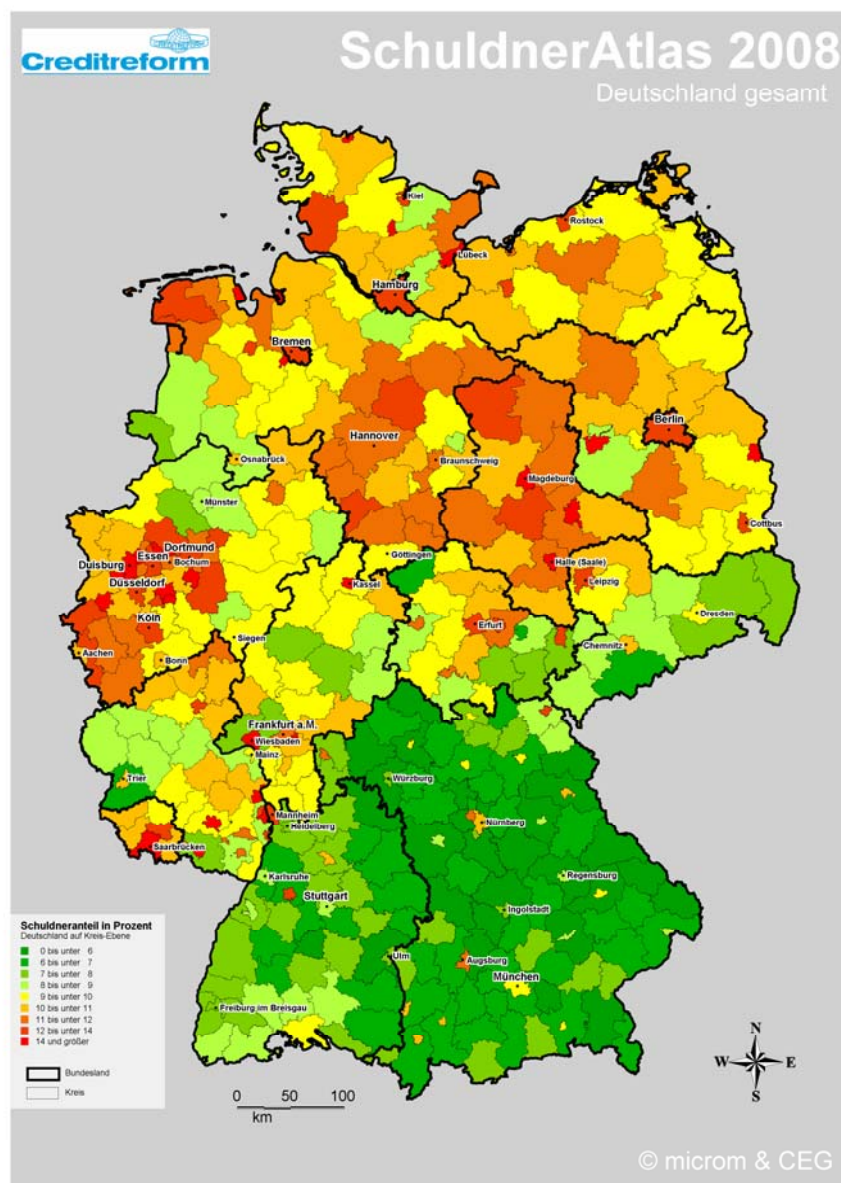 Creditreform
SchuldnerAtlas 2008
Deutschland gesamt
Kiel
Rostock
Lübeck
Hamburg
Bremen
Berlin
Hannover
Osnabrück
Braunschweig
Magdeburg
Münster
Cottbus
Dortmund
Essen
Duisburg
Bochum
Göttingen
Halle (Saale)
Düsseldorf
Kassel
Leipzig
Köln
Dresden
Erfurt
Siegen
Chemnitz
Aachen
Bonn
Frankfurt a.M.
Wiesbaden
Mainz
Trier
Würzburg
Mannheim
Heidelberg
Nürnberg
Saarbrücken
Karlsruhe
Regensburg
Stuttgart
Ingolstadt
Ulm
Augsburg
München
Freiburg im Breisgau
Schuldneranteil in Prozent
Deutschland auf Kreis-Ebene
0 bis unter 6
6 bis unter 7
7 bis unter 8
8 bis unter 9
9 bis unter 10
10 bis unter 11
11 bis unter 12
12 bis unter 14
14 und größer
Bundesland
Kreis
0 50 100
km
N
W E
S
© microm & CEG